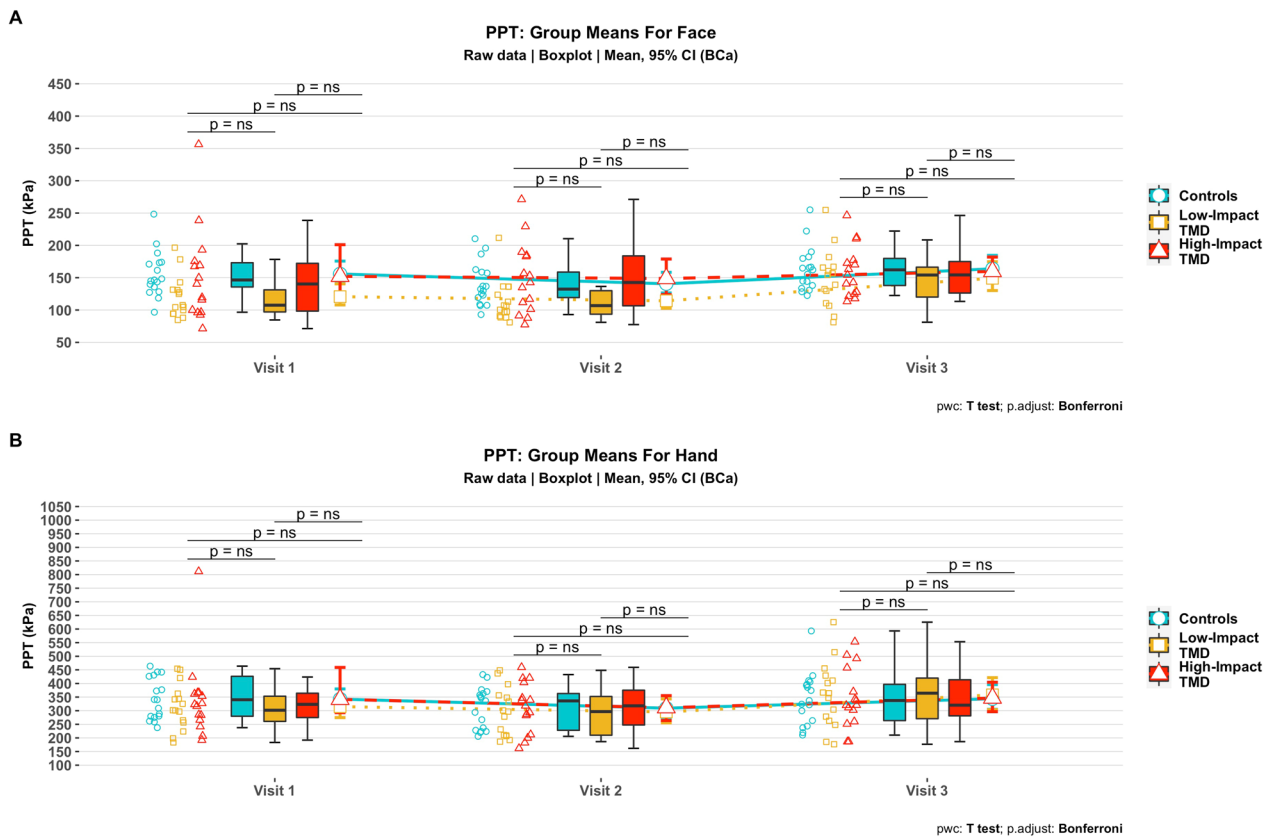 A
PPT: Group Means For Face
Raw data | Boxplot | Mean, 95% CI (BCa)
450
400
350
300
250
200
150
100
50
PPT (kPa)
p = ns
p = ns
p = ns
p = ns
p = ns
p = ns
p = ns
p = ns
p = ns
Visit 1
Visit 2
Visit 3
Controls
Low-Impact
TMD
High-Impact
TMD
pwc: T test; p.adjust: Bonferroni
B
PPT: Group Means For Hand
Raw data | Boxplot | Mean, 95% CI (BCa)
1050
1000
950
900
850
800
750
700
650
600
550
500
450
400
350
300
250
200
150
100
PPT (kPa)
p = ns
p = ns
p = ns
p = ns
p = ns
p = ns
p = ns
p = ns
p = ns
Visit 1
Visit 2
Visit 3
Controls
Low-Impact
TMD
High-Impact
TMD
pwc: T test; p.adjust: Bonferroni